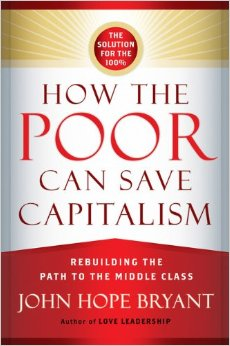 THE
SOLUTION
FOR THE
100%
HOW THE
POOR
CAN SAVE
CAPITALISM
REBUILDING THE
PATH TO THE MIDDLE CLASS
JOHN HOPE BRYANT
Author of LOVE LEADERSHIP